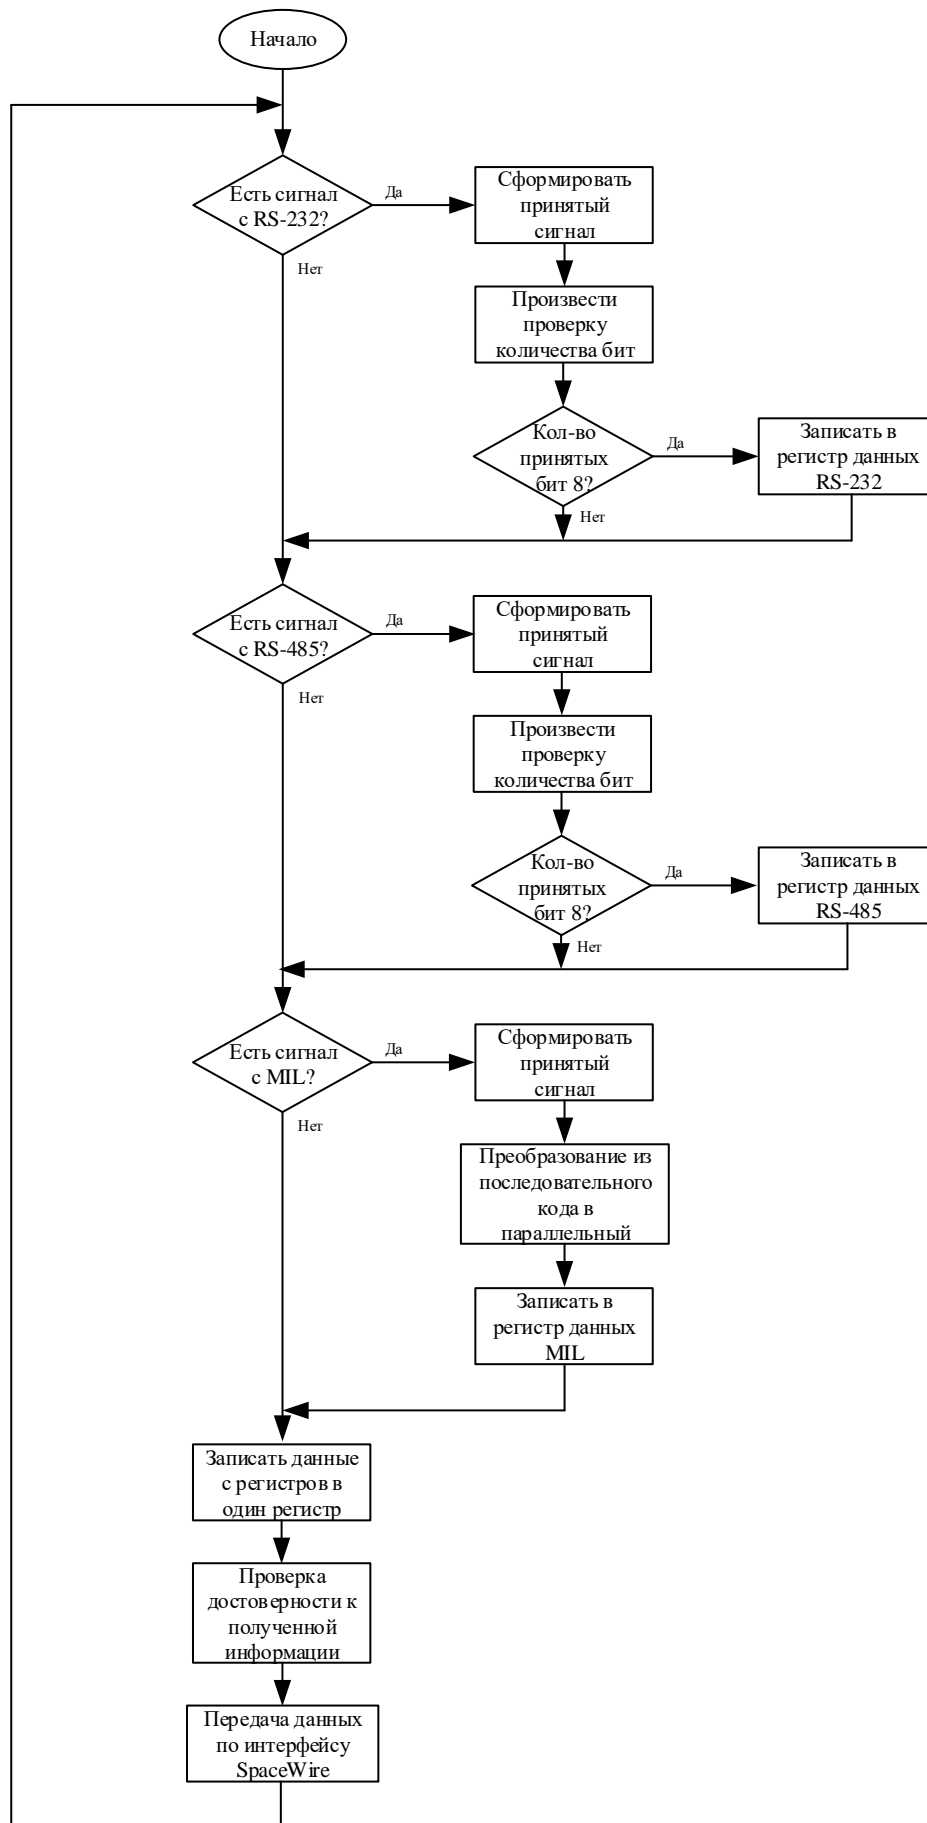 Начало
Есть сигнал
с RS-232?
Да
Сформировать
принятый
сигнал
Нет
Произвести
проверку
количества бит
Кол-во
принятых
бит 8?
Да
Записать в
регистр данных
RS-232
Нет
Есть сигнал
с RS-485?
Да
Сформировать
принятый
сигнал
Нет
Произвести
проверку
количества бит
Кол-во
принятых
бит 8?
Да
Записать в
регистр данных
RS-485
Нет
Есть сигнал
с MIL?
Да
Сформировать
принятый
сигнал
Нет
Преобразование из
последовательного
кода в
параллельный
Записать в
регистр данных
MIL
Записать данные
с регистров в
один регистр
Проверка
достоверности к
полученной
информации
Передача данных
по интерфейсу
SpaceWire